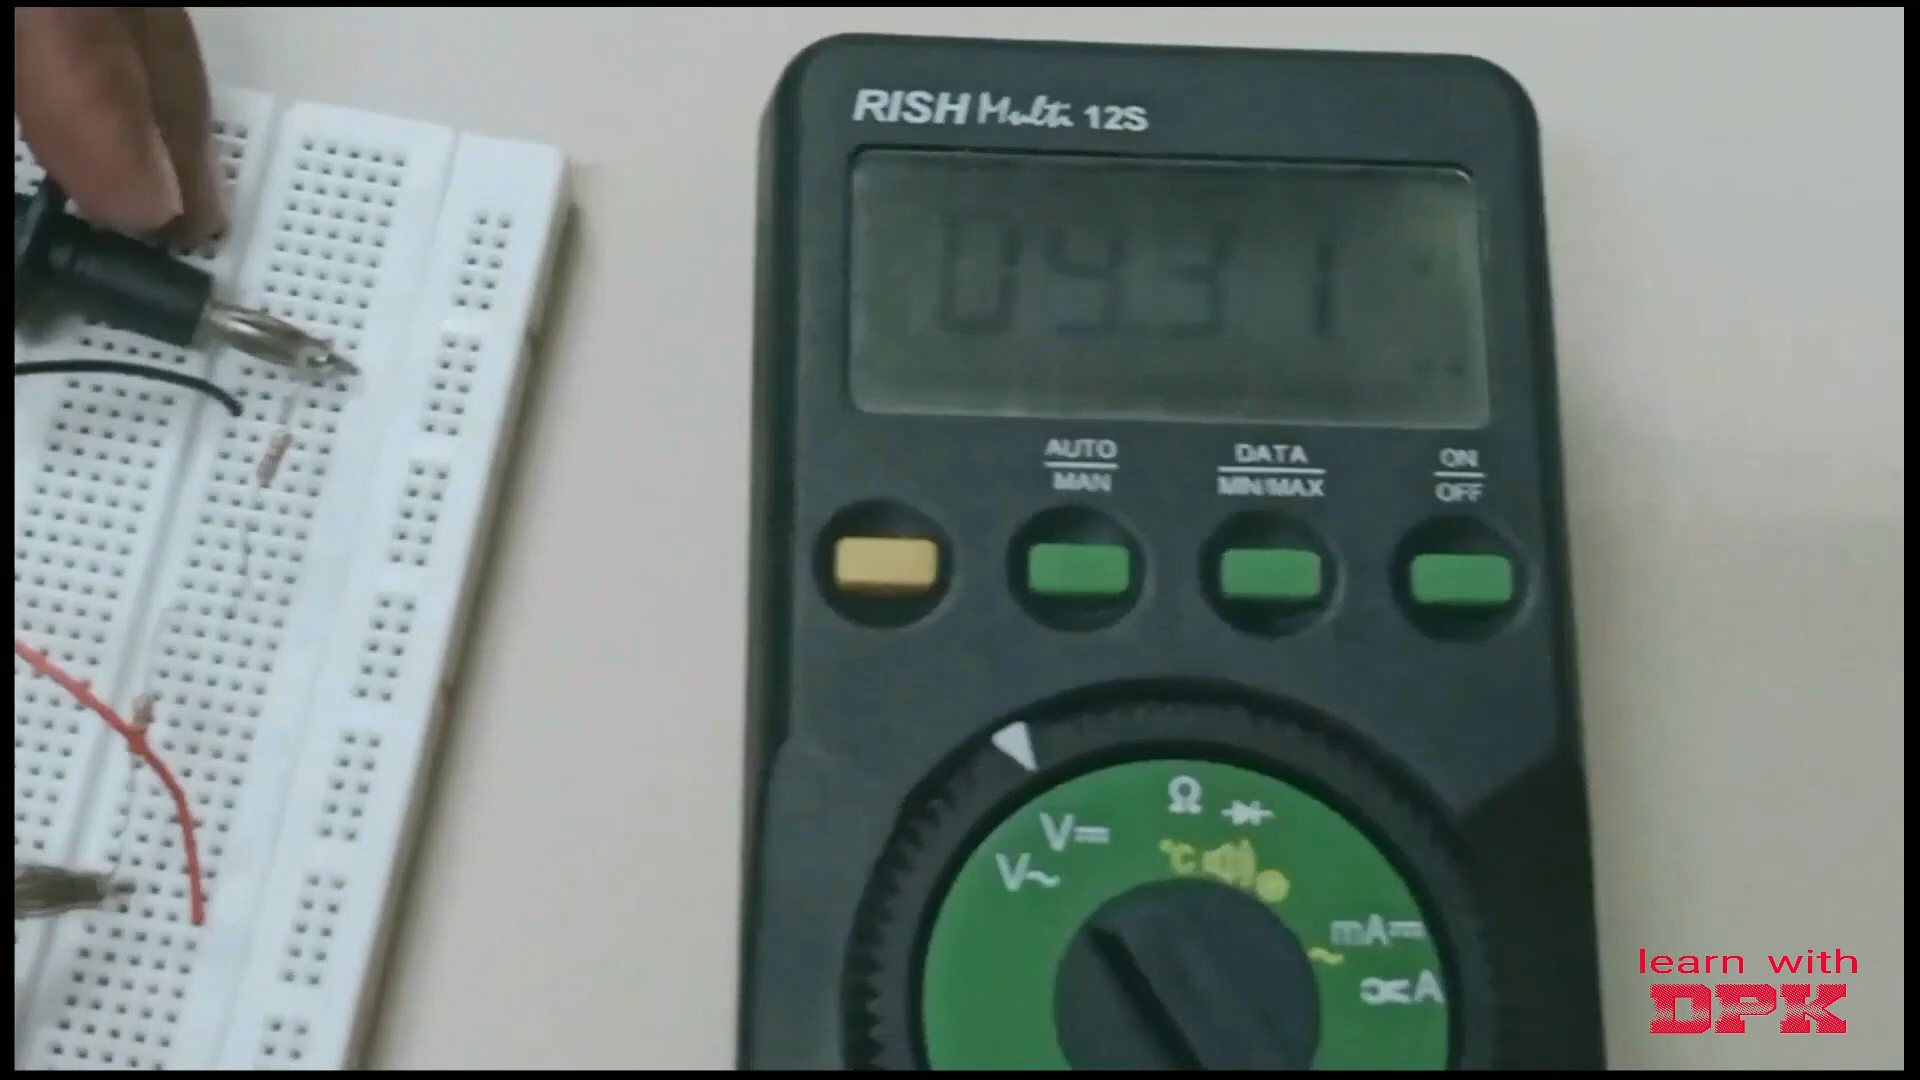 RISH Multi 12S
AUTO
MAN
DATA
MIN/MAX
ON
OFF
V
V~
Ω
°C
mA
~
A
learn with
DPK